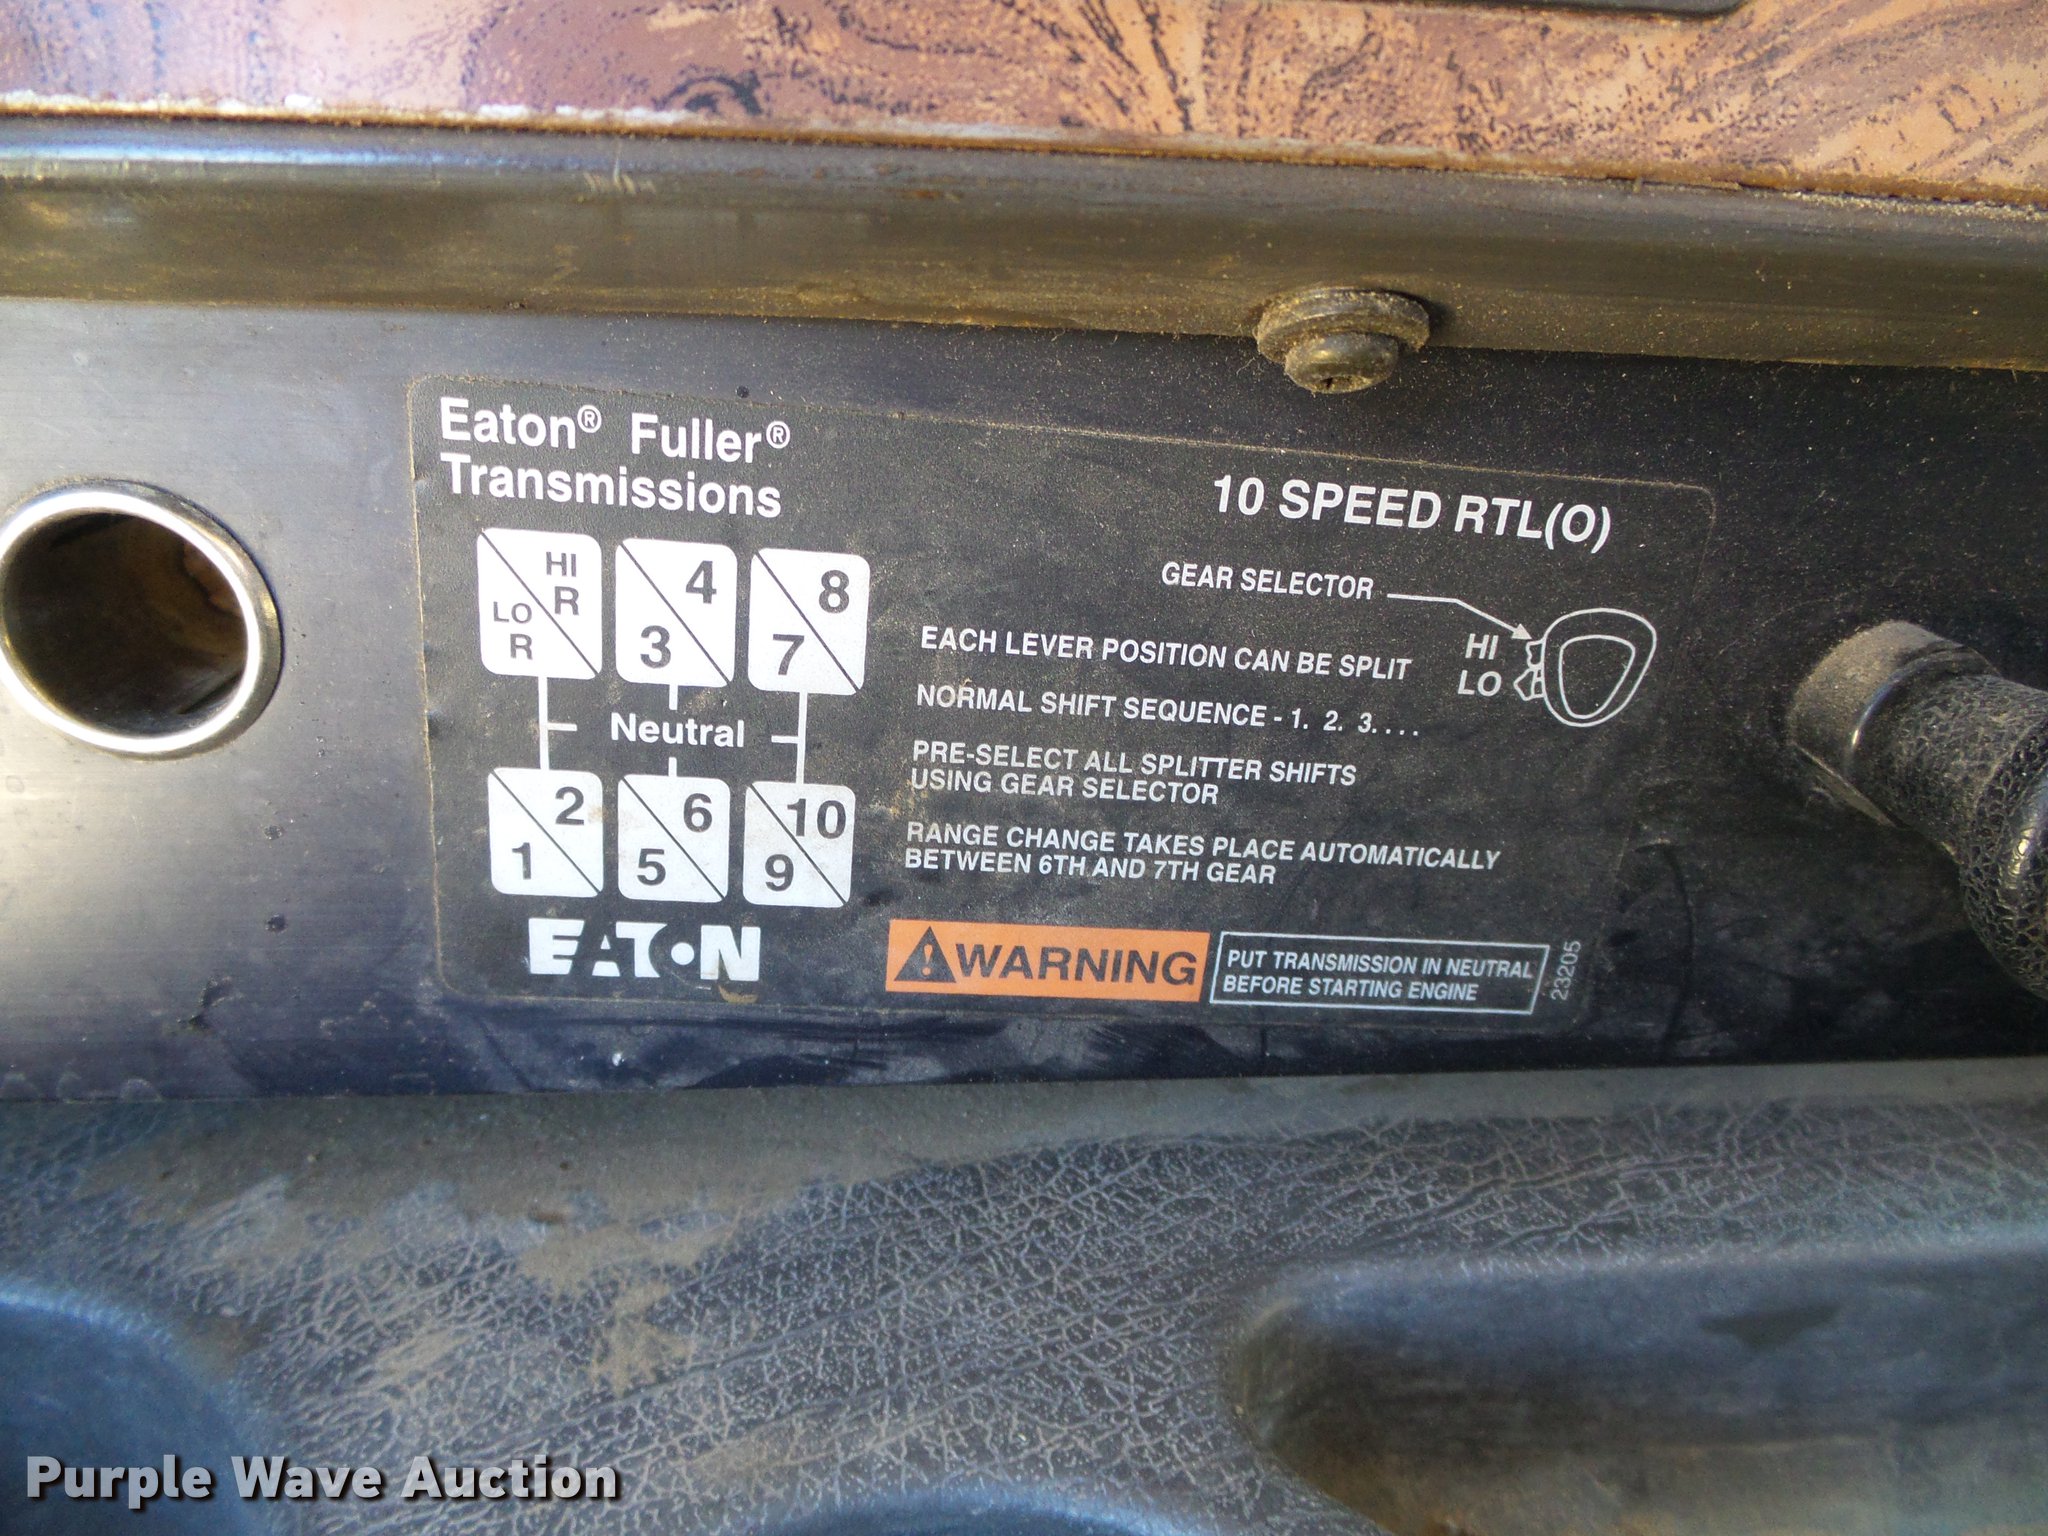 Eaton® Fuller®
Transmissions
HI
R
LO
R
4
3
8
7
Neutral
2
1
6
5
10
9
EATON
10 SPEED RTL(O)
GEAR SELECTOR
HI
LO
EACH LEVER POSITION CAN BE SPLIT
NORMAL SHIFT SEQUENCE - 1. 2. 3. . . .
PRE-SELECT ALL SPLITTER SHIFTS
USING GEAR SELECTOR
RANGE CHANGE TAKES PLACE AUTOMATICALLY
BETWEEN 6TH AND 7TH GEAR
WARNING
PUT TRANSMISSION IN NEUTRAL
BEFORE STARTING ENGINE
23205
Purple Wave Auction